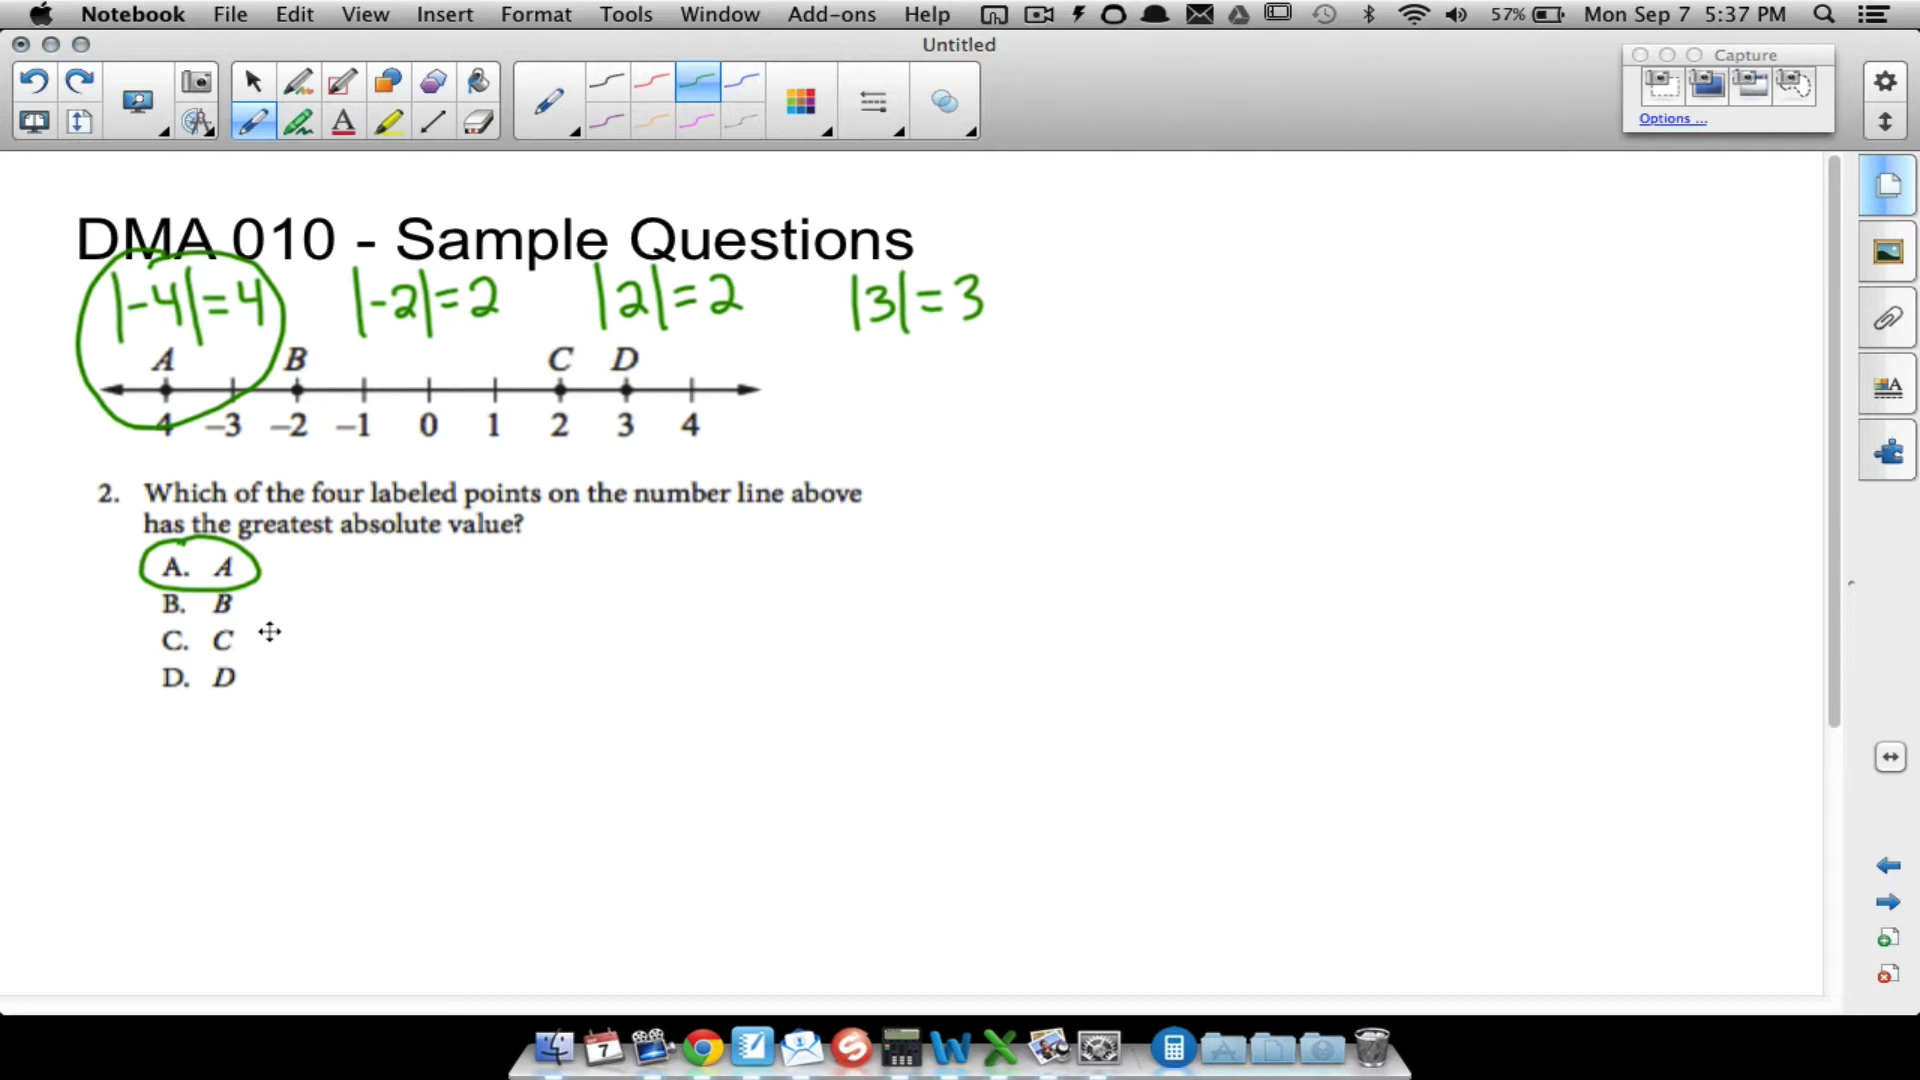 Notebook File Edit View Insert Format Tools Window Add-ons Help 57% Mon Sep 7 5:37 PM
Untitled
Capture
Options ...
DMA 010 - Sample Questions
|-4|=4 |-2|=2 |2|=2 |3|=3
A B C D
-4 -3 -2 -1 0 1 2 3 4
2. Which of the four labeled points on the number line above
has the greatest absolute value?
A. A
B. B
C. C
D. D
7